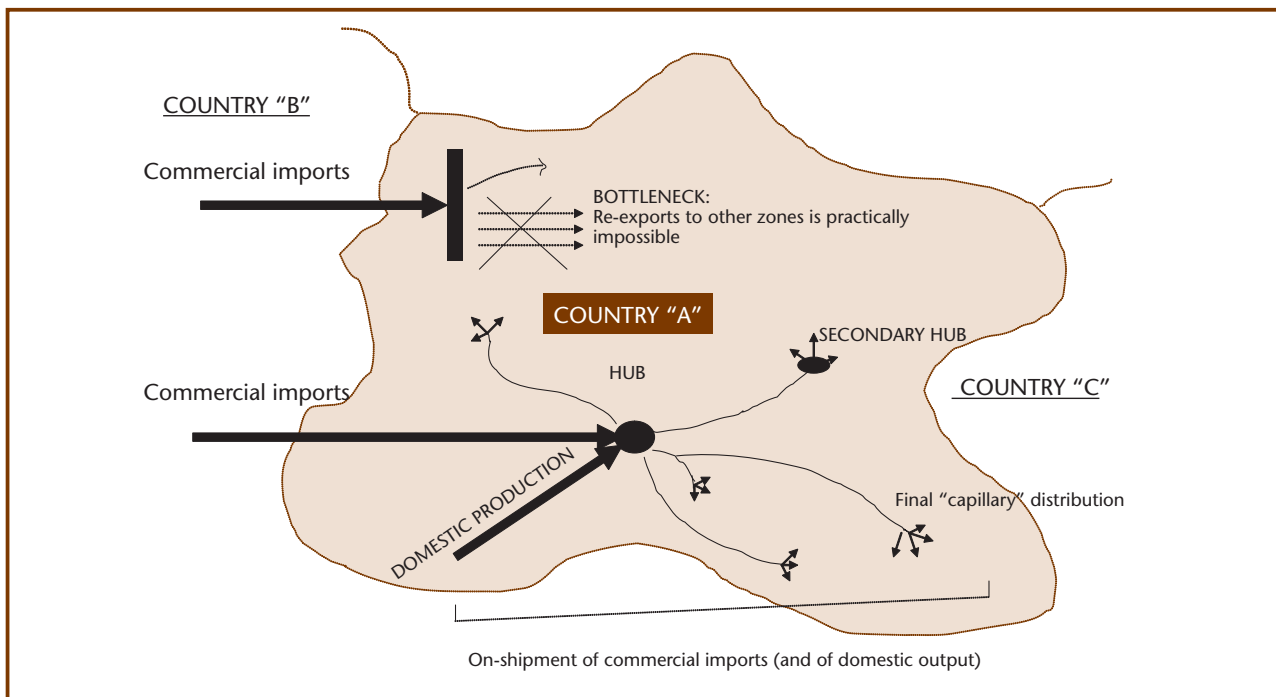 COUNTRY "B"
Commercial imports
BOTTLENECK:
Re-exports to other zones is practically
impossible
COUNTRY "A"
SECONDARY HUB
HUB
Commercial imports
COUNTRY "C"
DOMESTIC PRODUCTION
Final "capillary" distribution
On-shipment of commercial imports (and of domestic output)